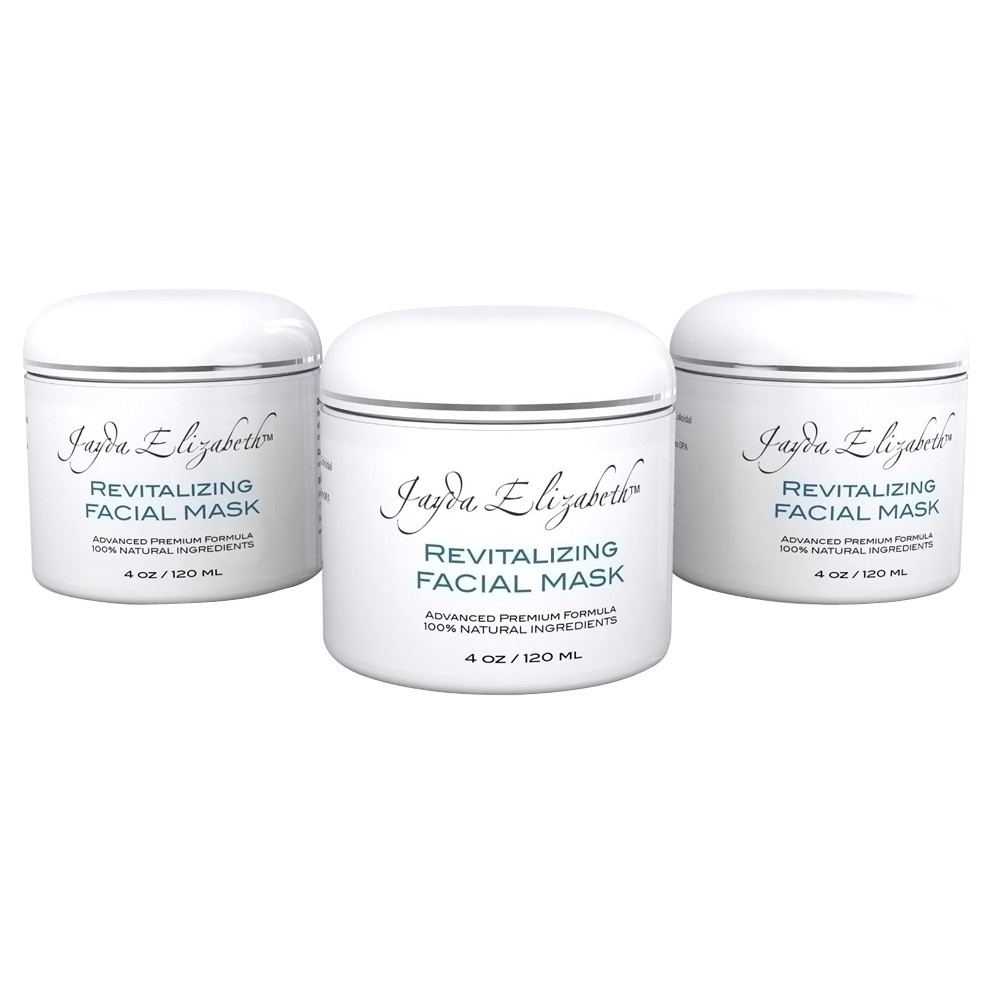 Jayda Elizabeth™
REVITALIZING
FACIAL MASK
ADVANCED PREMIUM FORMULA
100% NATURAL INGREDIENTS
4 OZ / 120 ML
Jayda Elizabeth™
REVITALIZING
FACIAL MASK
ADVANCED PREMIUM FORMULA
100% NATURAL INGREDIENTS
4 OZ / 120 ML
Jayda Elizabeth™
REVITALIZING
FACIAL MASK
ADVANCED PREMIUM FORMULA
100% NATURAL INGREDIENTS
4 OZ / 120 ML